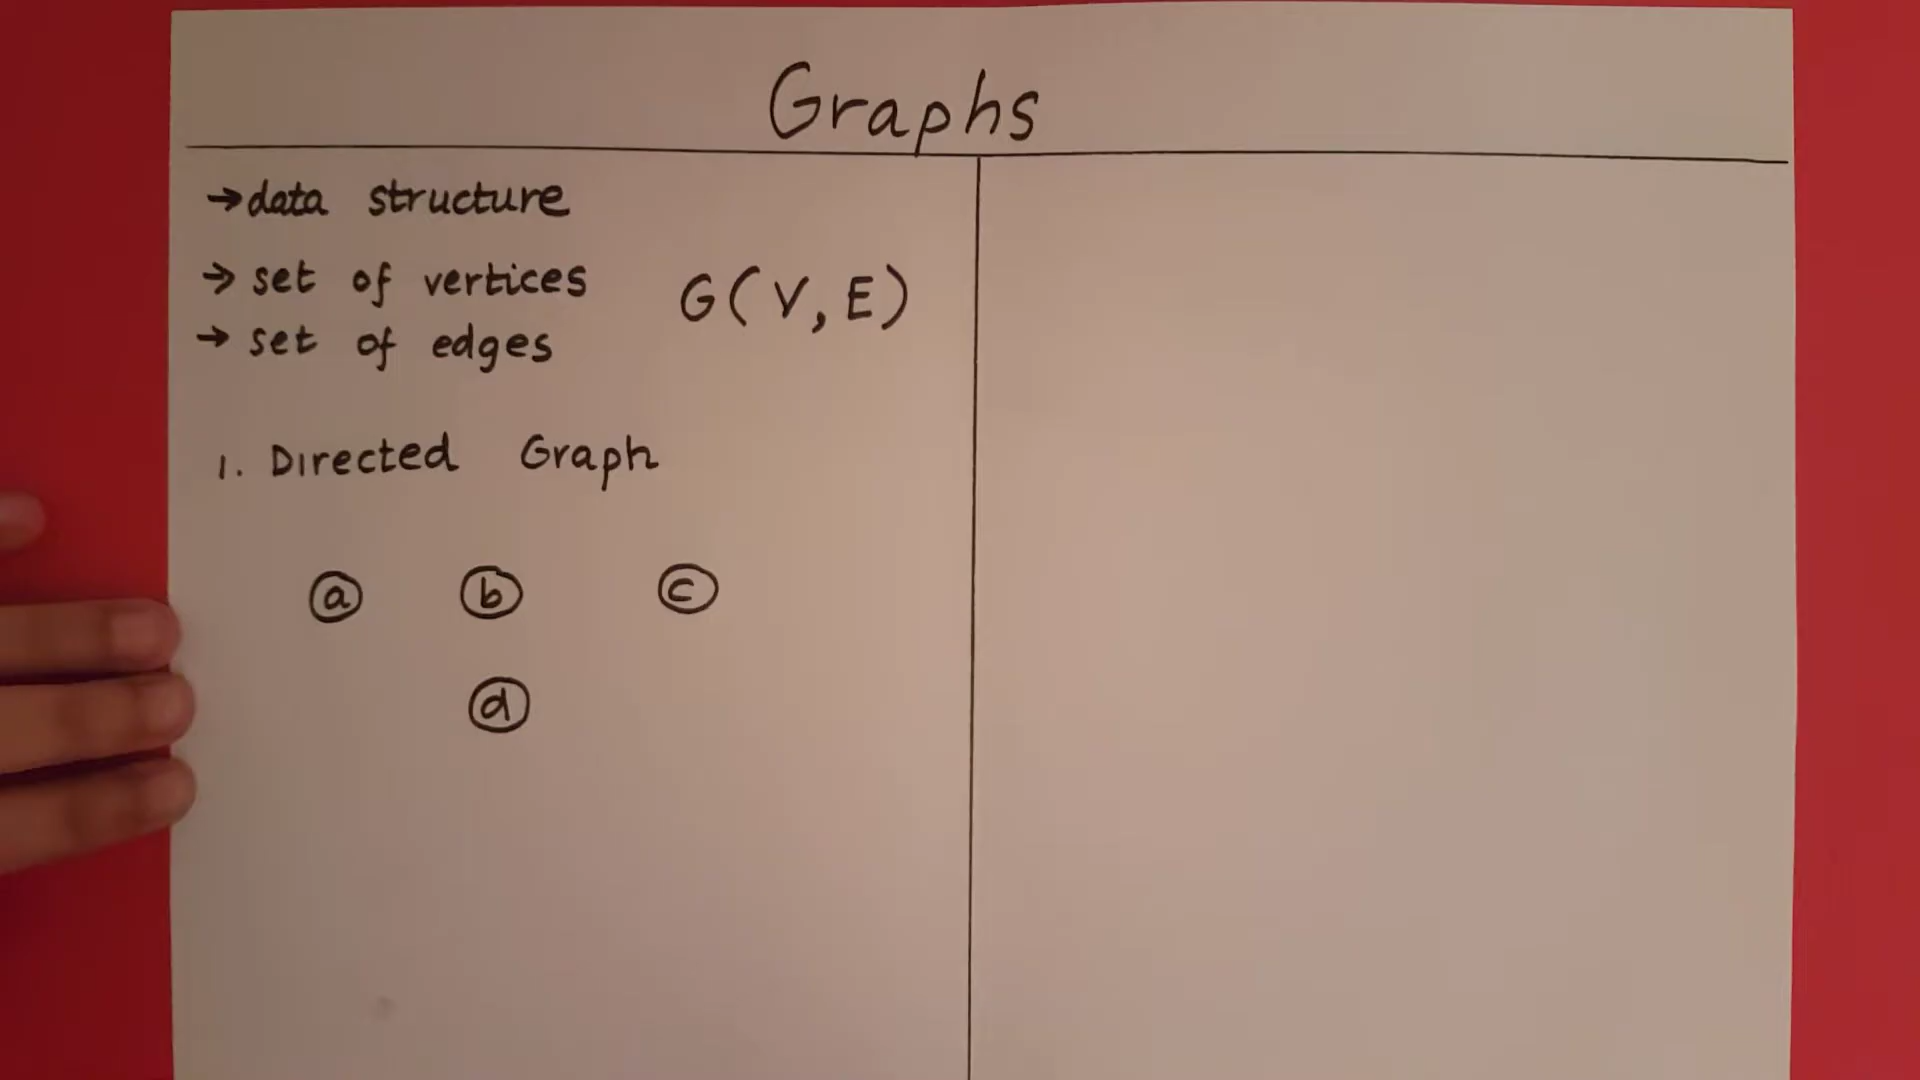 Graphs
→ data structure
→ set of vertices
G(V, E)
→ set of edges
1. Directed Graph
a b c
d